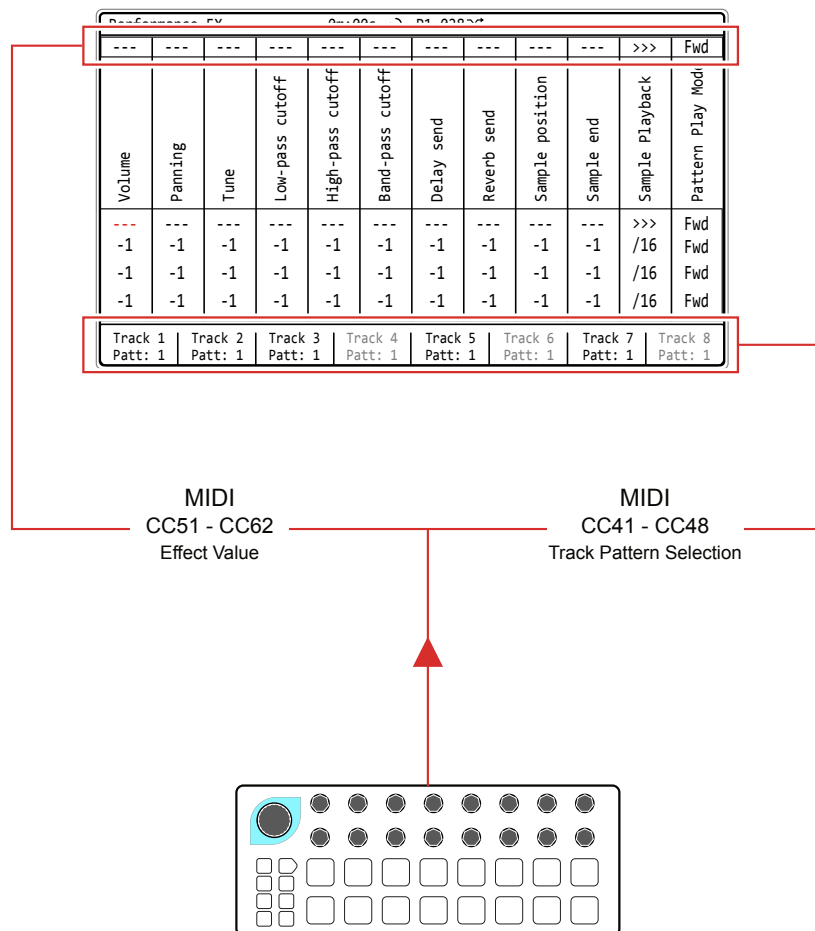 --- --- --- --- --- --- --- --- --- --- >>> Fwd
Volume
Panning
Tune
Low-pass cutoff
High-pass cutoff
Band-pass cutoff
Delay send
Reverb send
Sample position
Sample end
Sample Playback
Pattern Play Mode
--- --- --- --- --- --- --- --- --- --- >>> Fwd
-1 -1 -1 -1 -1 -1 -1 -1 -1 -1 /16 Fwd
-1 -1 -1 -1 -1 -1 -1 -1 -1 -1 /16 Fwd
-1 -1 -1 -1 -1 -1 -1 -1 -1 -1 /16 Fwd
Track 1 Track 2 Track 3 Track 4 Track 5 Track 6 Track 7 Track 8
Patt: 1 Patt: 1 Patt: 1 Patt: 1 Patt: 1 Patt: 1 Patt: 1 Patt: 1
MIDI
CC51 - CC62
Effect Value
MIDI
CC41 - CC48
Track Pattern Selection